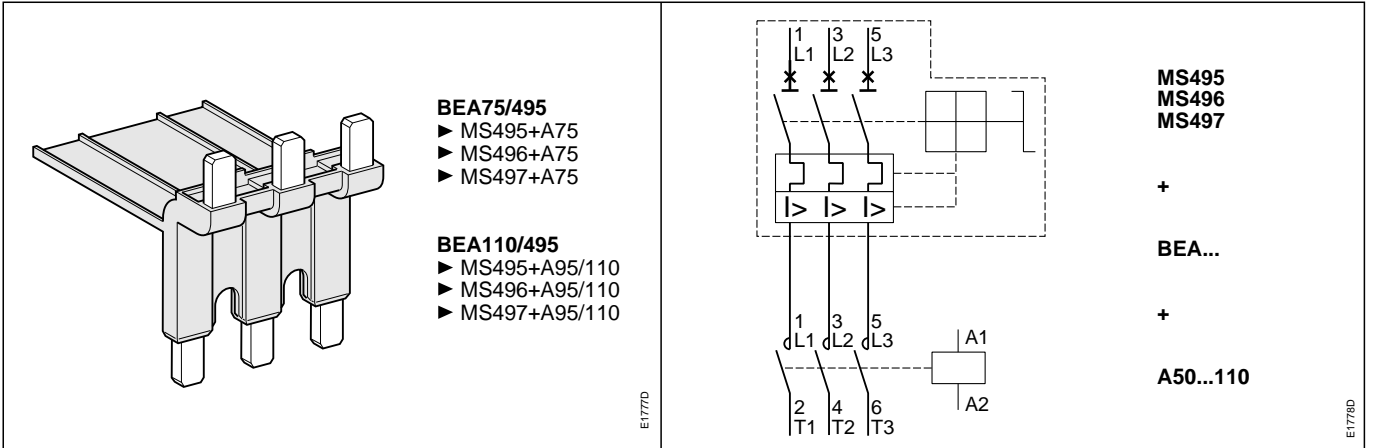 BEA75/495
► MS495+A75
► MS496+A75
► MS497+A75
BEA110/495
► MS495+A95/110
► MS496+A95/110
► MS497+A95/110
E1777D
1 3 5
L1 L2 L3
I> I> I>
1 3 5
L1 L2 L3
A1
A2
2 4 6
T1 T2 T3
MS495
MS496
MS497
+
BEA...
+
A50...110
E1778D